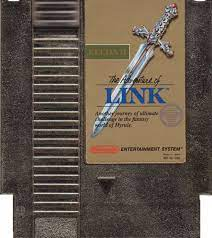 ZELDA II
The Adventure of
LINK
Another journey of ultimate
challenge in the fantasy
world of Hyrule.
Nintendo ENTERTAINMENT SYSTEM